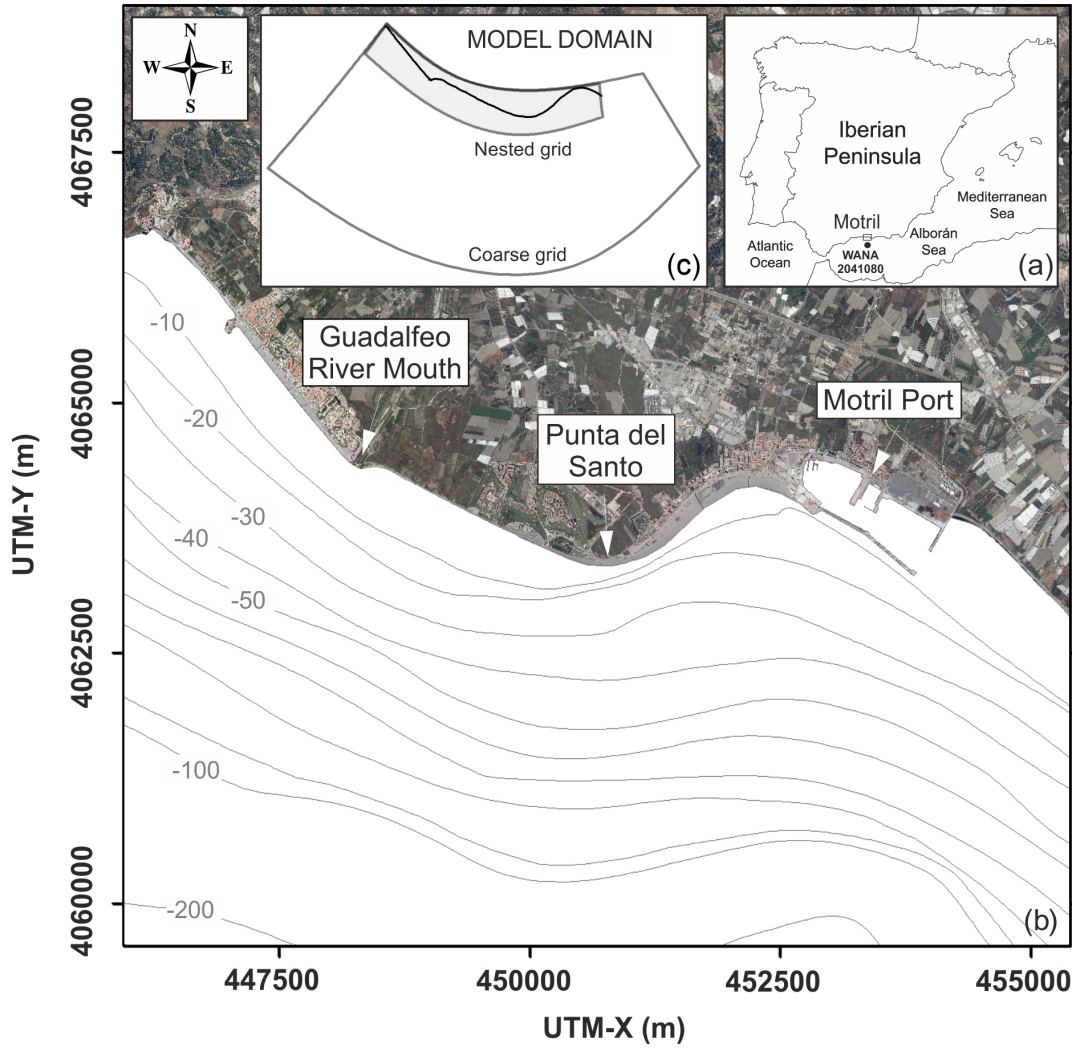 N
W
E
S
MODEL DOMAIN
Nested grid
Coarse grid
(c)
Iberian
Peninsula
Mediterranean
Sea
Motril
Alborán
Sea
Atlantic
Ocean
WANA
2041080
(a)
4067500
4065000
4062500
4060000
UTM-Y (m)
Guadalfeo
River Mouth
Punta del
Santo
Motril Port
-10
-20
-30
-40
-50
-100
-200
(b)
447500
450000
452500
455000
UTM-X (m)